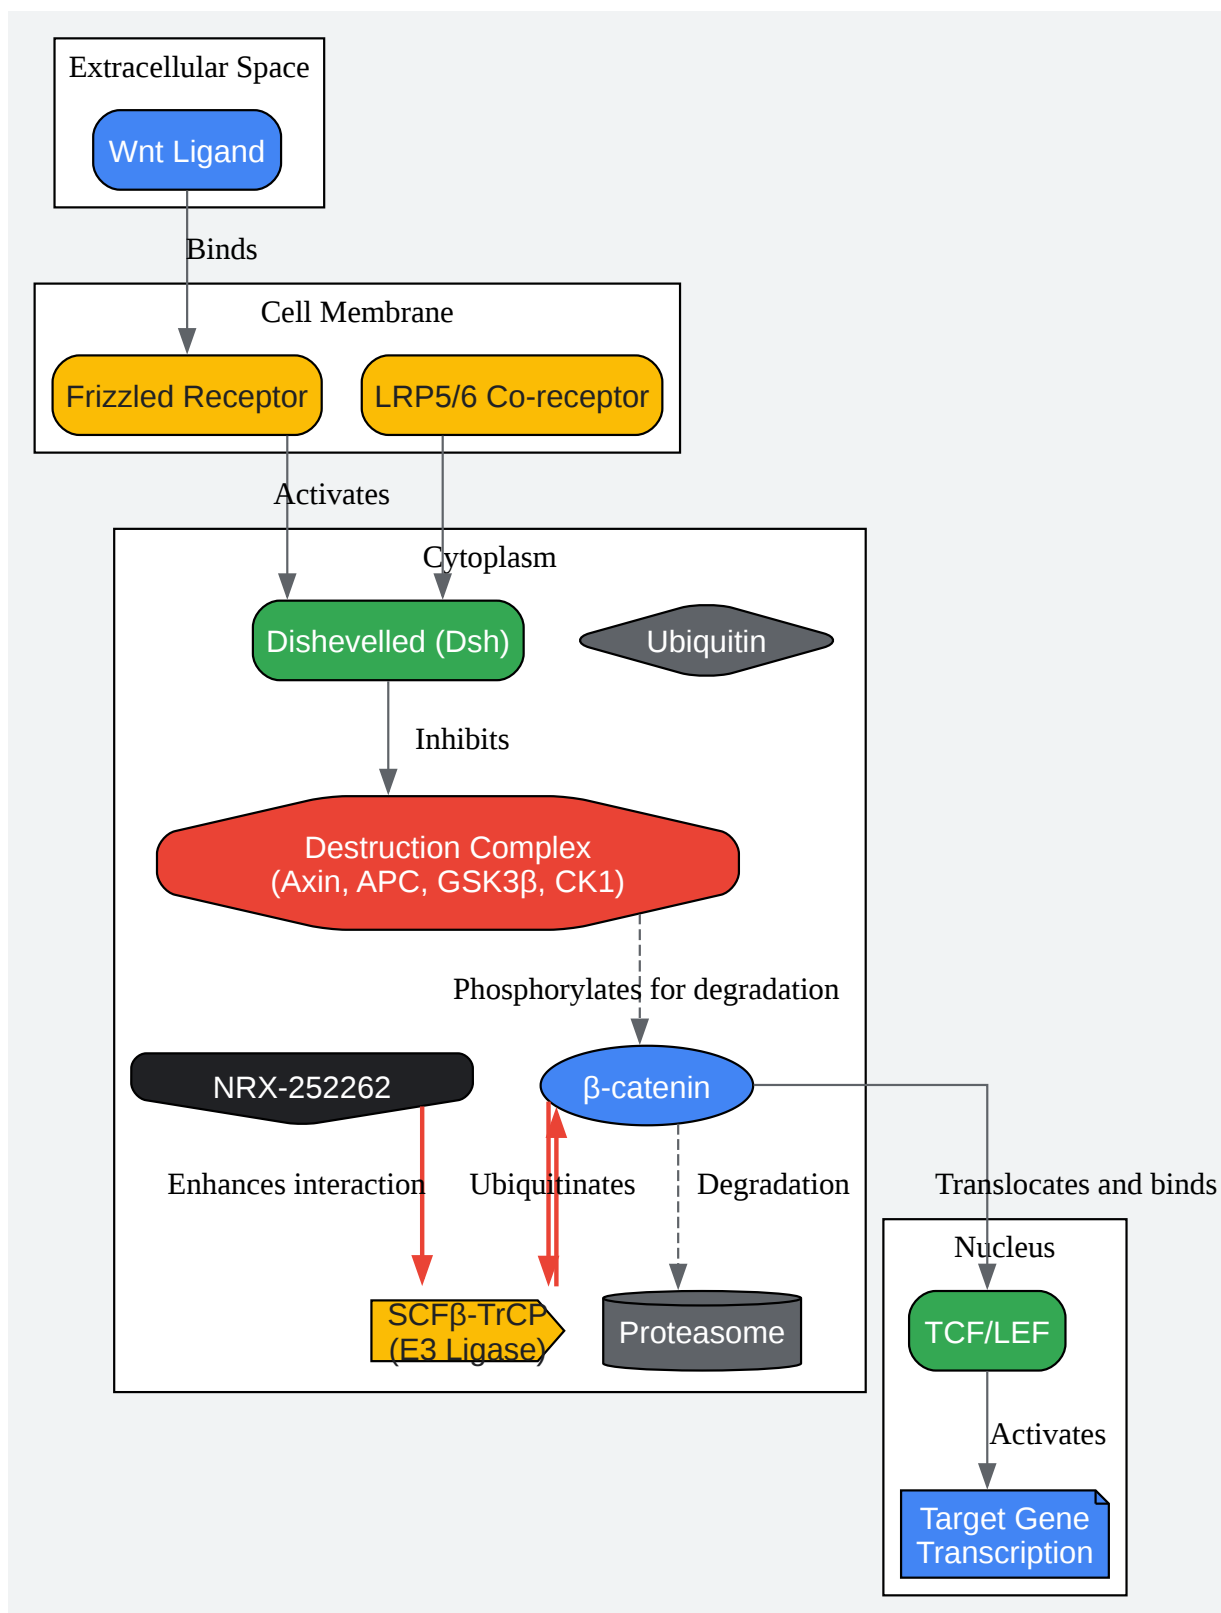 Extracellular Space
Wnt Ligand
Binds
Cell Membrane
Frizzled Receptor
LRP5/6 Co-receptor
Activates
Cytoplasm
Dishevelled (Dsh)
Ubiquitin
Inhibits
Destruction Complex
(Axin, APC, GSK3β, CK1)
Phosphorylates for degradation
NRX-252262
β-catenin
Enhances interaction
Ubiquitinates
Degradation
Translocates and binds
Nucleus
SCFβ-TrCP
(E3 Ligase)
Proteasome
TCF/LEF
Activates
Target Gene
Transcription